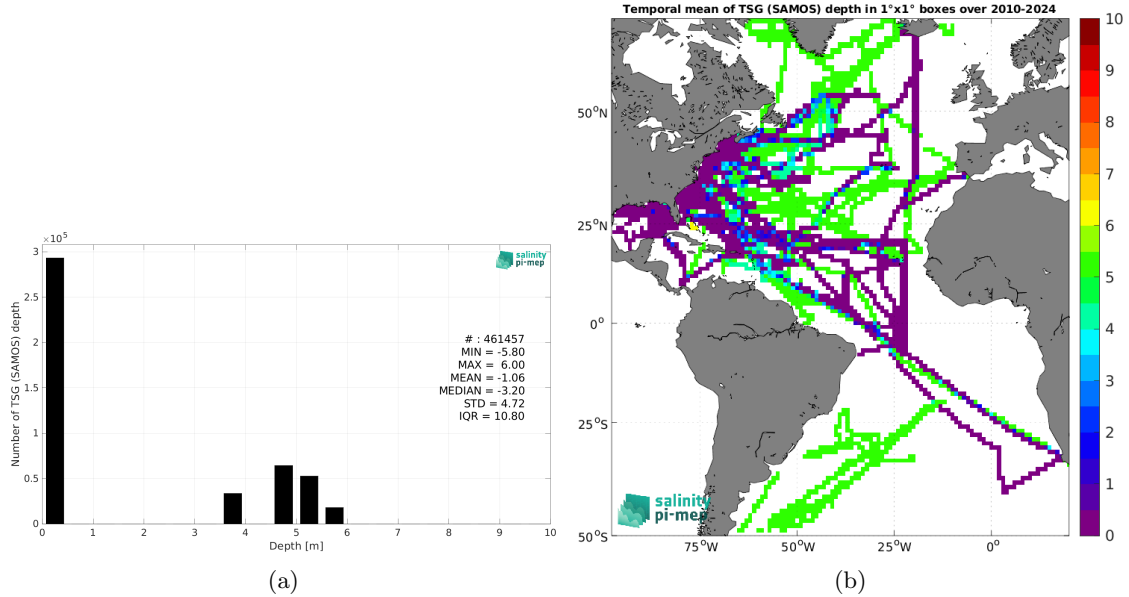 ×10⁵
3
2.5
2
1.5
1
0.5
0
Number of TSG (SAMOS) depth
0 1 2 3 4 5 6 7 8 9 10
Depth [m]
salinity
pi-mep
# : 461457
MIN = -5.80
MAX = 6.00
MEAN = -1.06
MEDIAN = -3.20
STD = 4.72
IQR = 10.80
(a)
Temporal mean of TSG (SAMOS) depth in 1°x1° boxes over 2010-2024
50°N
25°N
0°
25°S
50°S
75°W 50°W 25°W 0°
salinity
pi-mep
10
9
8
7
6
5
4
3
2
1
0
(b)